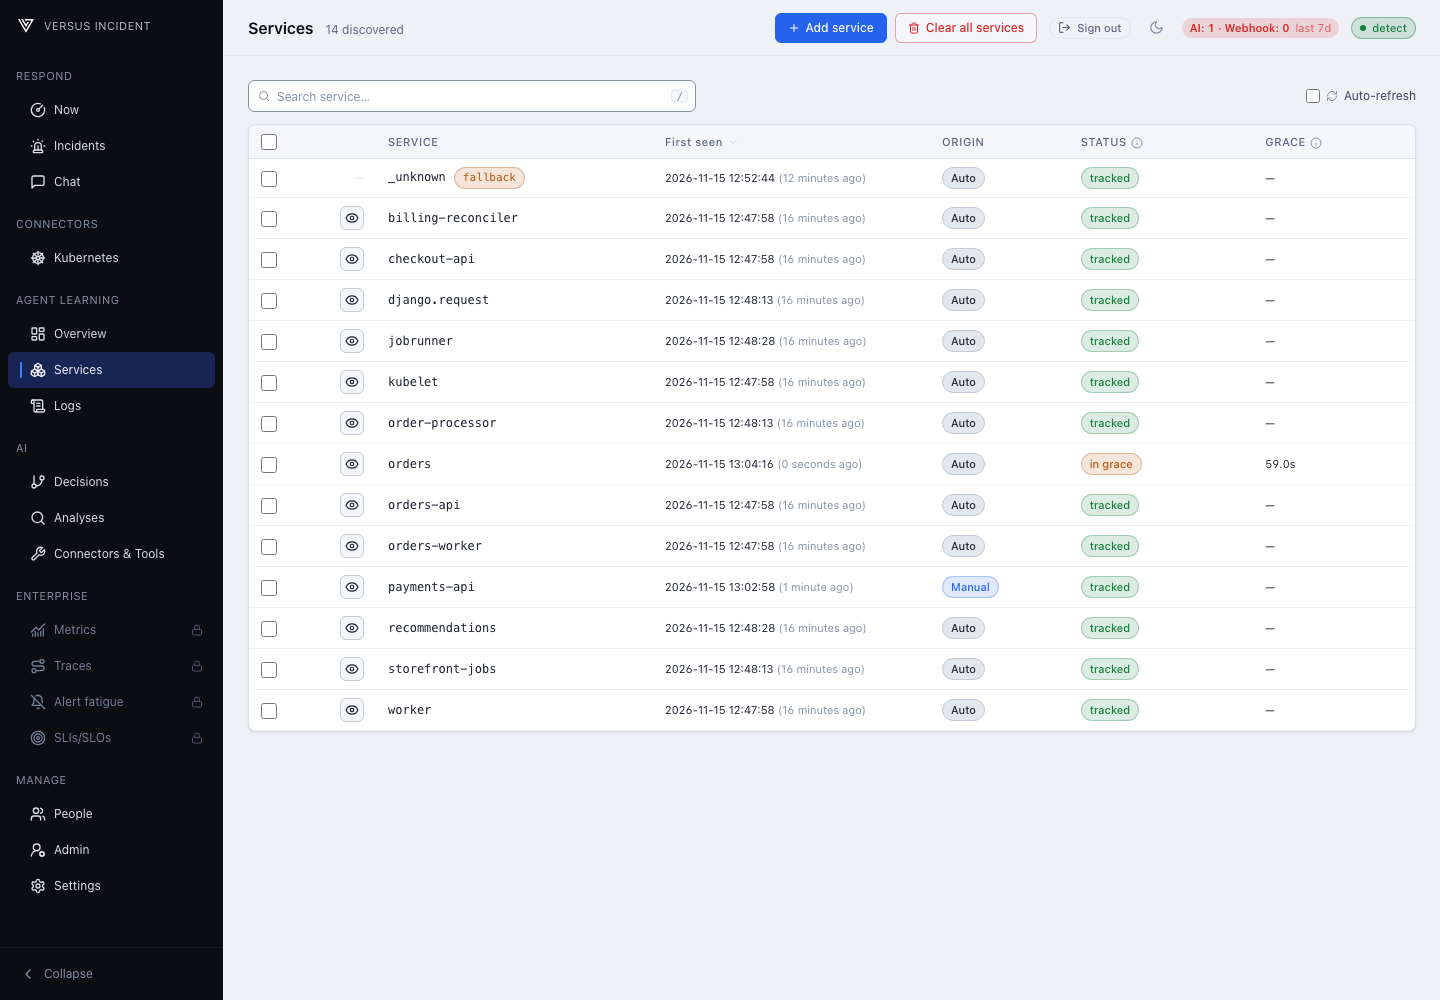 VERSUS INCIDENT
RESPOND
Now
Incidents
Chat
CONNECTORS
Kubernetes
AGENT LEARNING
Overview
Services
Logs
AI
Decisions
Analyses
Connectors & Tools
ENTERPRISE
Metrics
Traces
Alert fatigue
SLIs/SLOs
MANAGE
People
Admin
Settings
Collapse
Services 14 discovered
+ Add service
Clear all services
Sign out
AI: 1 · Webhook: 0 last 7d
detect
Search service... /
Auto-refresh
SERVICE First seen ORIGIN STATUS GRACE
— _unknown fallback 2026-11-15 12:52:44 (12 minutes ago) Auto tracked —
billing-reconciler 2026-11-15 12:47:58 (16 minutes ago) Auto tracked —
checkout-api 2026-11-15 12:47:58 (16 minutes ago) Auto tracked —
django.request 2026-11-15 12:48:13 (16 minutes ago) Auto tracked —
jobrunner 2026-11-15 12:48:28 (16 minutes ago) Auto tracked —
kubelet 2026-11-15 12:47:58 (16 minutes ago) Auto tracked —
order-processor 2026-11-15 12:48:13 (16 minutes ago) Auto tracked —
orders 2026-11-15 13:04:16 (0 seconds ago) Auto in grace 59.0s
orders-api 2026-11-15 12:47:58 (16 minutes ago) Auto tracked —
orders-worker 2026-11-15 12:47:58 (16 minutes ago) Auto tracked —
payments-api 2026-11-15 13:02:58 (1 minute ago) Manual tracked —
recommendations 2026-11-15 12:48:28 (16 minutes ago) Auto tracked —
storefront-jobs 2026-11-15 12:48:13 (16 minutes ago) Auto tracked —
worker 2026-11-15 12:47:58 (16 minutes ago) Auto tracked —